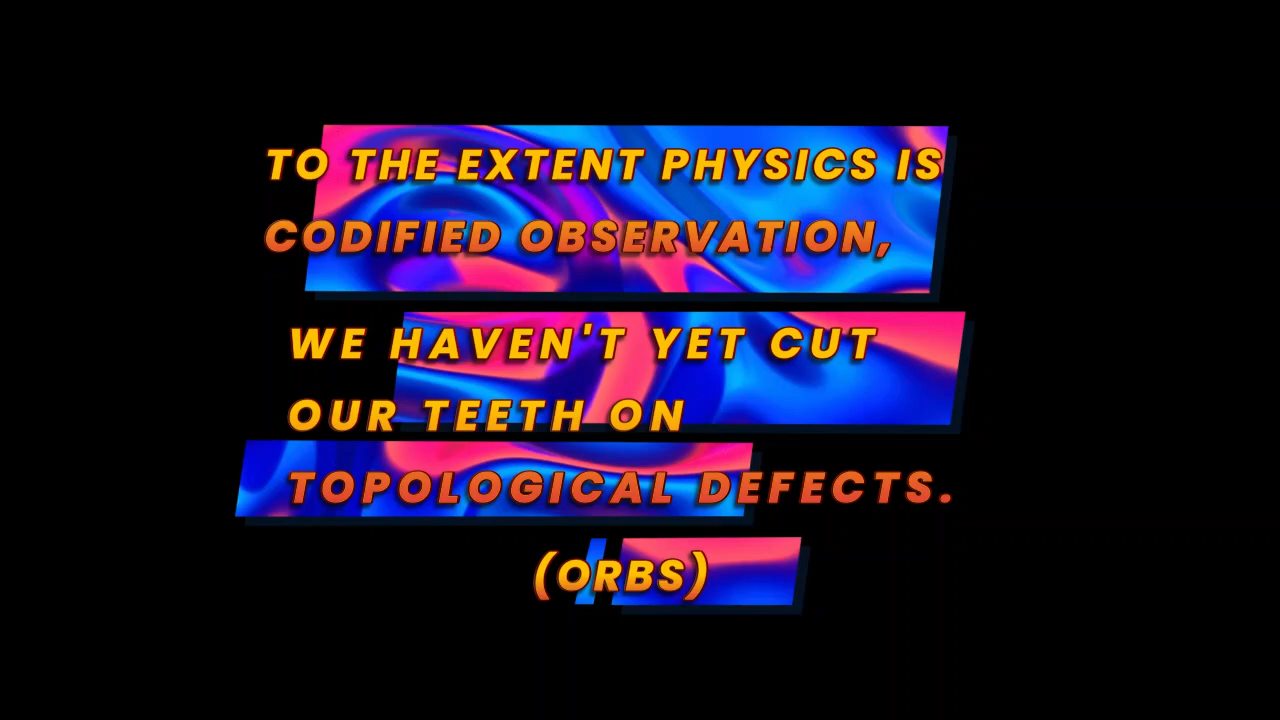 TO THE EXTENT PHYSICS IS
CODIFIED OBSERVATION,
WE HAVEN'T YET CUT
OUR TEETH ON
TOPOLOGICAL DEFECTS.
(ORBS)